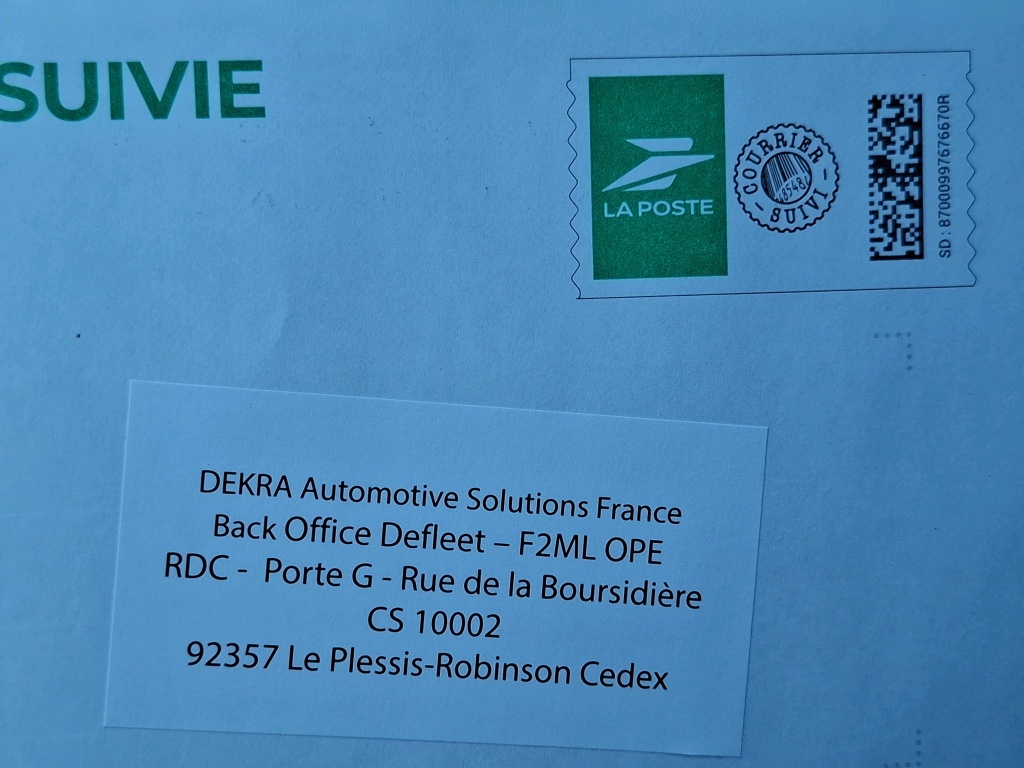 SUIVIE
LA POSTE
COURRIER
- SUIVI -
SD : 87000997676670R
DEKRA Automotive Solutions France
Back Office Defleet – F2ML OPE
RDC - Porte G - Rue de la Boursidière
CS 10002
92357 Le Plessis-Robinson Cedex